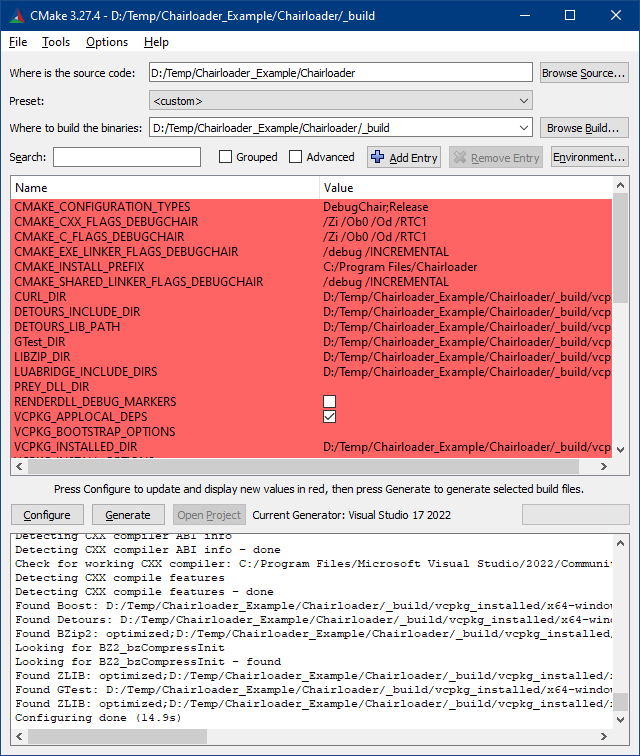 CMake 3.27.4 - D:/Temp/Chairloader_Example/Chairloader/_build
File Tools Options Help
Where is the source code: D:/Temp/Chairloader_Example/Chairloader Browse Source...
Preset: <custom>
Where to build the binaries: D:/Temp/Chairloader_Example/Chairloader/_build Browse Build...
Search: Grouped Advanced Add Entry Remove Entry Environment...
Name Value
CMAKE_CONFIGURATION_TYPES DebugChair;Release
CMAKE_CXX_FLAGS_DEBUGCHAIR /Zi /Ob0 /Od /RTC1
CMAKE_C_FLAGS_DEBUGCHAIR /Zi /Ob0 /Od /RTC1
CMAKE_EXE_LINKER_FLAGS_DEBUGCHAIR /debug /INCREMENTAL
CMAKE_INSTALL_PREFIX C:/Program Files/Chairloader
CMAKE_SHARED_LINKER_FLAGS_DEBUGCHAIR /debug /INCREMENTAL
CURL_DIR D:/Temp/Chairloader_Example/Chairloader/_build/vcp
DETOURS_INCLUDE_DIR D:/Temp/Chairloader_Example/Chairloader/_build/vcp
DETOURS_LIB_PATH D:/Temp/Chairloader_Example/Chairloader/_build/vcp
GTest_DIR D:/Temp/Chairloader_Example/Chairloader/_build/vcp
LIBZIP_DIR D:/Temp/Chairloader_Example/Chairloader/_build/vcp
LUABRIDGE_INCLUDE_DIRS D:/Temp/Chairloader_Example/Chairloader/_build/vcp
PREY_DLL_DIR
RENDERDLL_DEBUG_MARKERS
VCPKG_APPLOCAL_DEPS
VCPKG_BOOTSTRAP_OPTIONS
VCPKG_INSTALLED_DIR D:/Temp/Chairloader_Example/Chairloader/_build/vcp
Press Configure to update and display new values in red, then press Generate to generate selected build files.
Configure Generate Open Project Current Generator: Visual Studio 17 2022
Detecting CXX compiler ABI info
Detecting CXX compiler ABI info - done
Check for working CXX compiler: C:/Program Files/Microsoft Visual Studio/2022/Communi
Detecting CXX compile features
Detecting CXX compile features - done
Found Boost: D:/Temp/Chairloader_Example/Chairloader/_build/vcpkg_installed/x64-window
Found Detours: D:/Temp/Chairloader_Example/Chairloader/_build/vcpkg_installed/x64-wind
Found BZip2: optimized;D:/Temp/Chairloader_Example/Chairloader/_build/vcpkg_installed/
Looking for BZ2_bzCompressInit
Looking for BZ2_bzCompressInit - found
Found ZLIB: optimized;D:/Temp/Chairloader_Example/Chairloader/_build/vcpkg_installed/x
Found GTest: D:/Temp/Chairloader_Example/Chairloader/_build/vcpkg_installed/x64-window
Found ZLIB: optimized;D:/Temp/Chairloader_Example/Chairloader/_build/vcpkg_installed/x
Configuring done (14.9s)